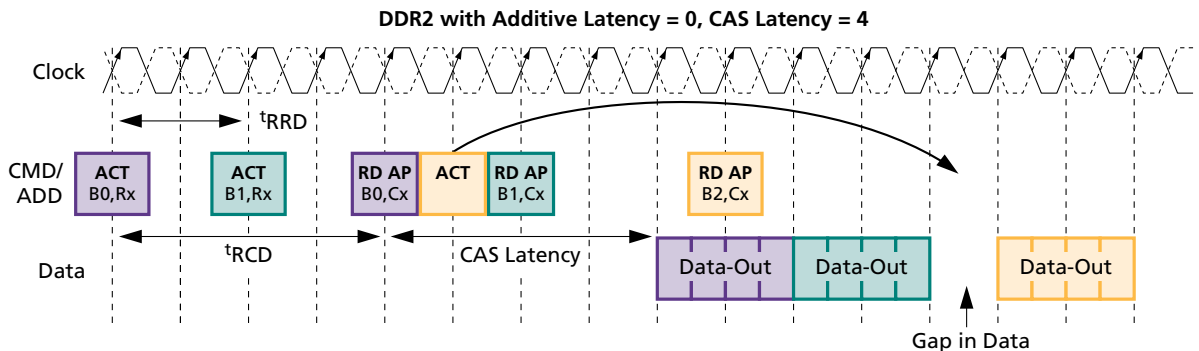 DDR2 with Additive Latency = 0, CAS Latency = 4
Clock
tRRD
CMD/
ADD
ACT
B0,Rx
ACT
B1,Rx
RD AP
B0,Cx
ACT
RD AP
B1,Cx
RD AP
B2,Cx
tRCD
CAS Latency
Data
Data-Out
Data-Out
Data-Out
Gap in Data